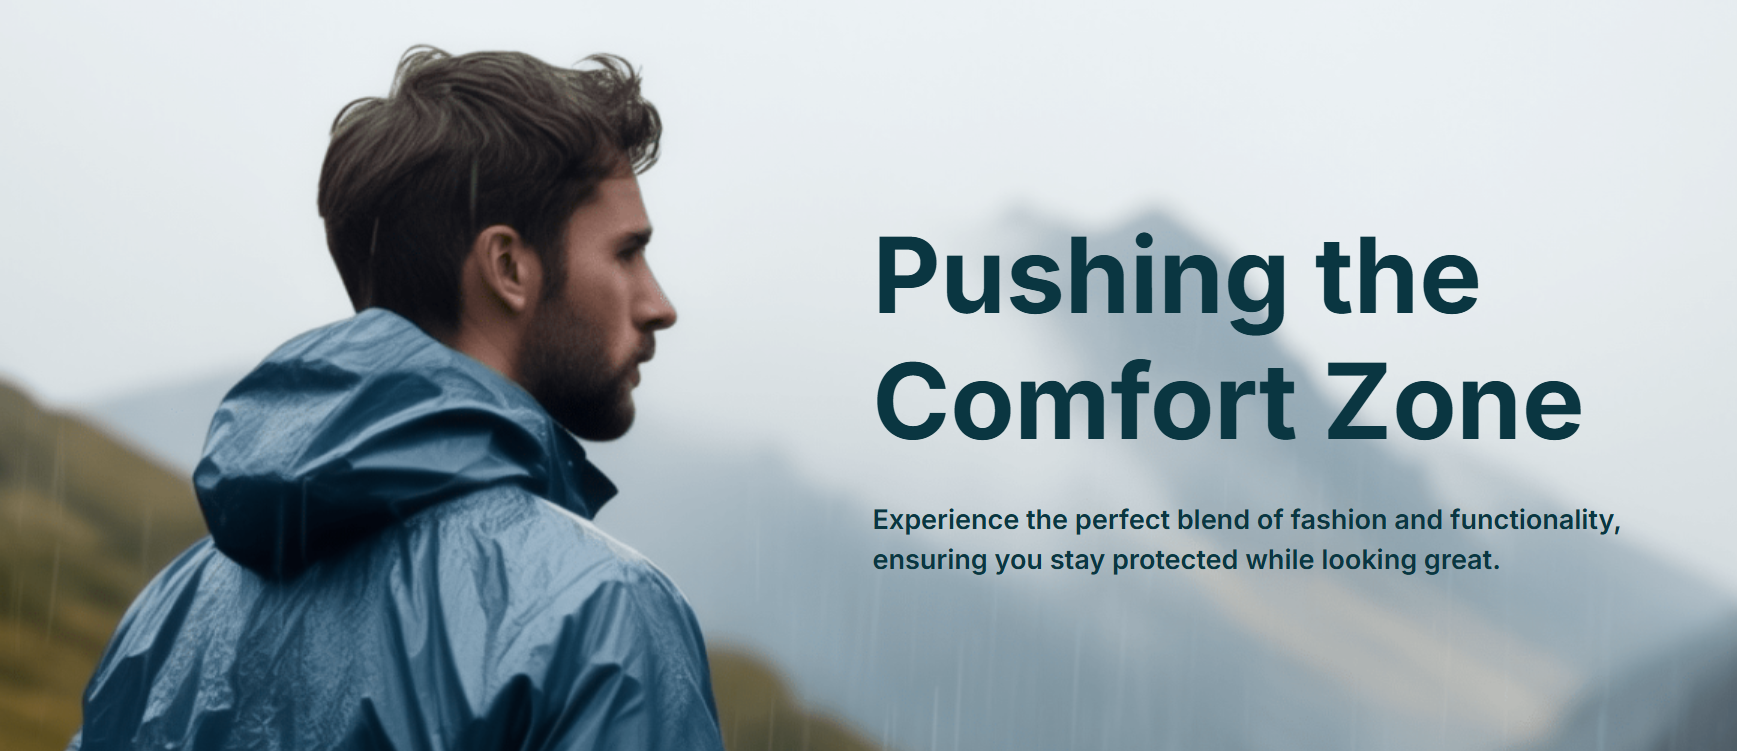 Pushing the
Comfort Zone
Experience the perfect blend of fashion and functionality,
ensuring you stay protected while looking great.